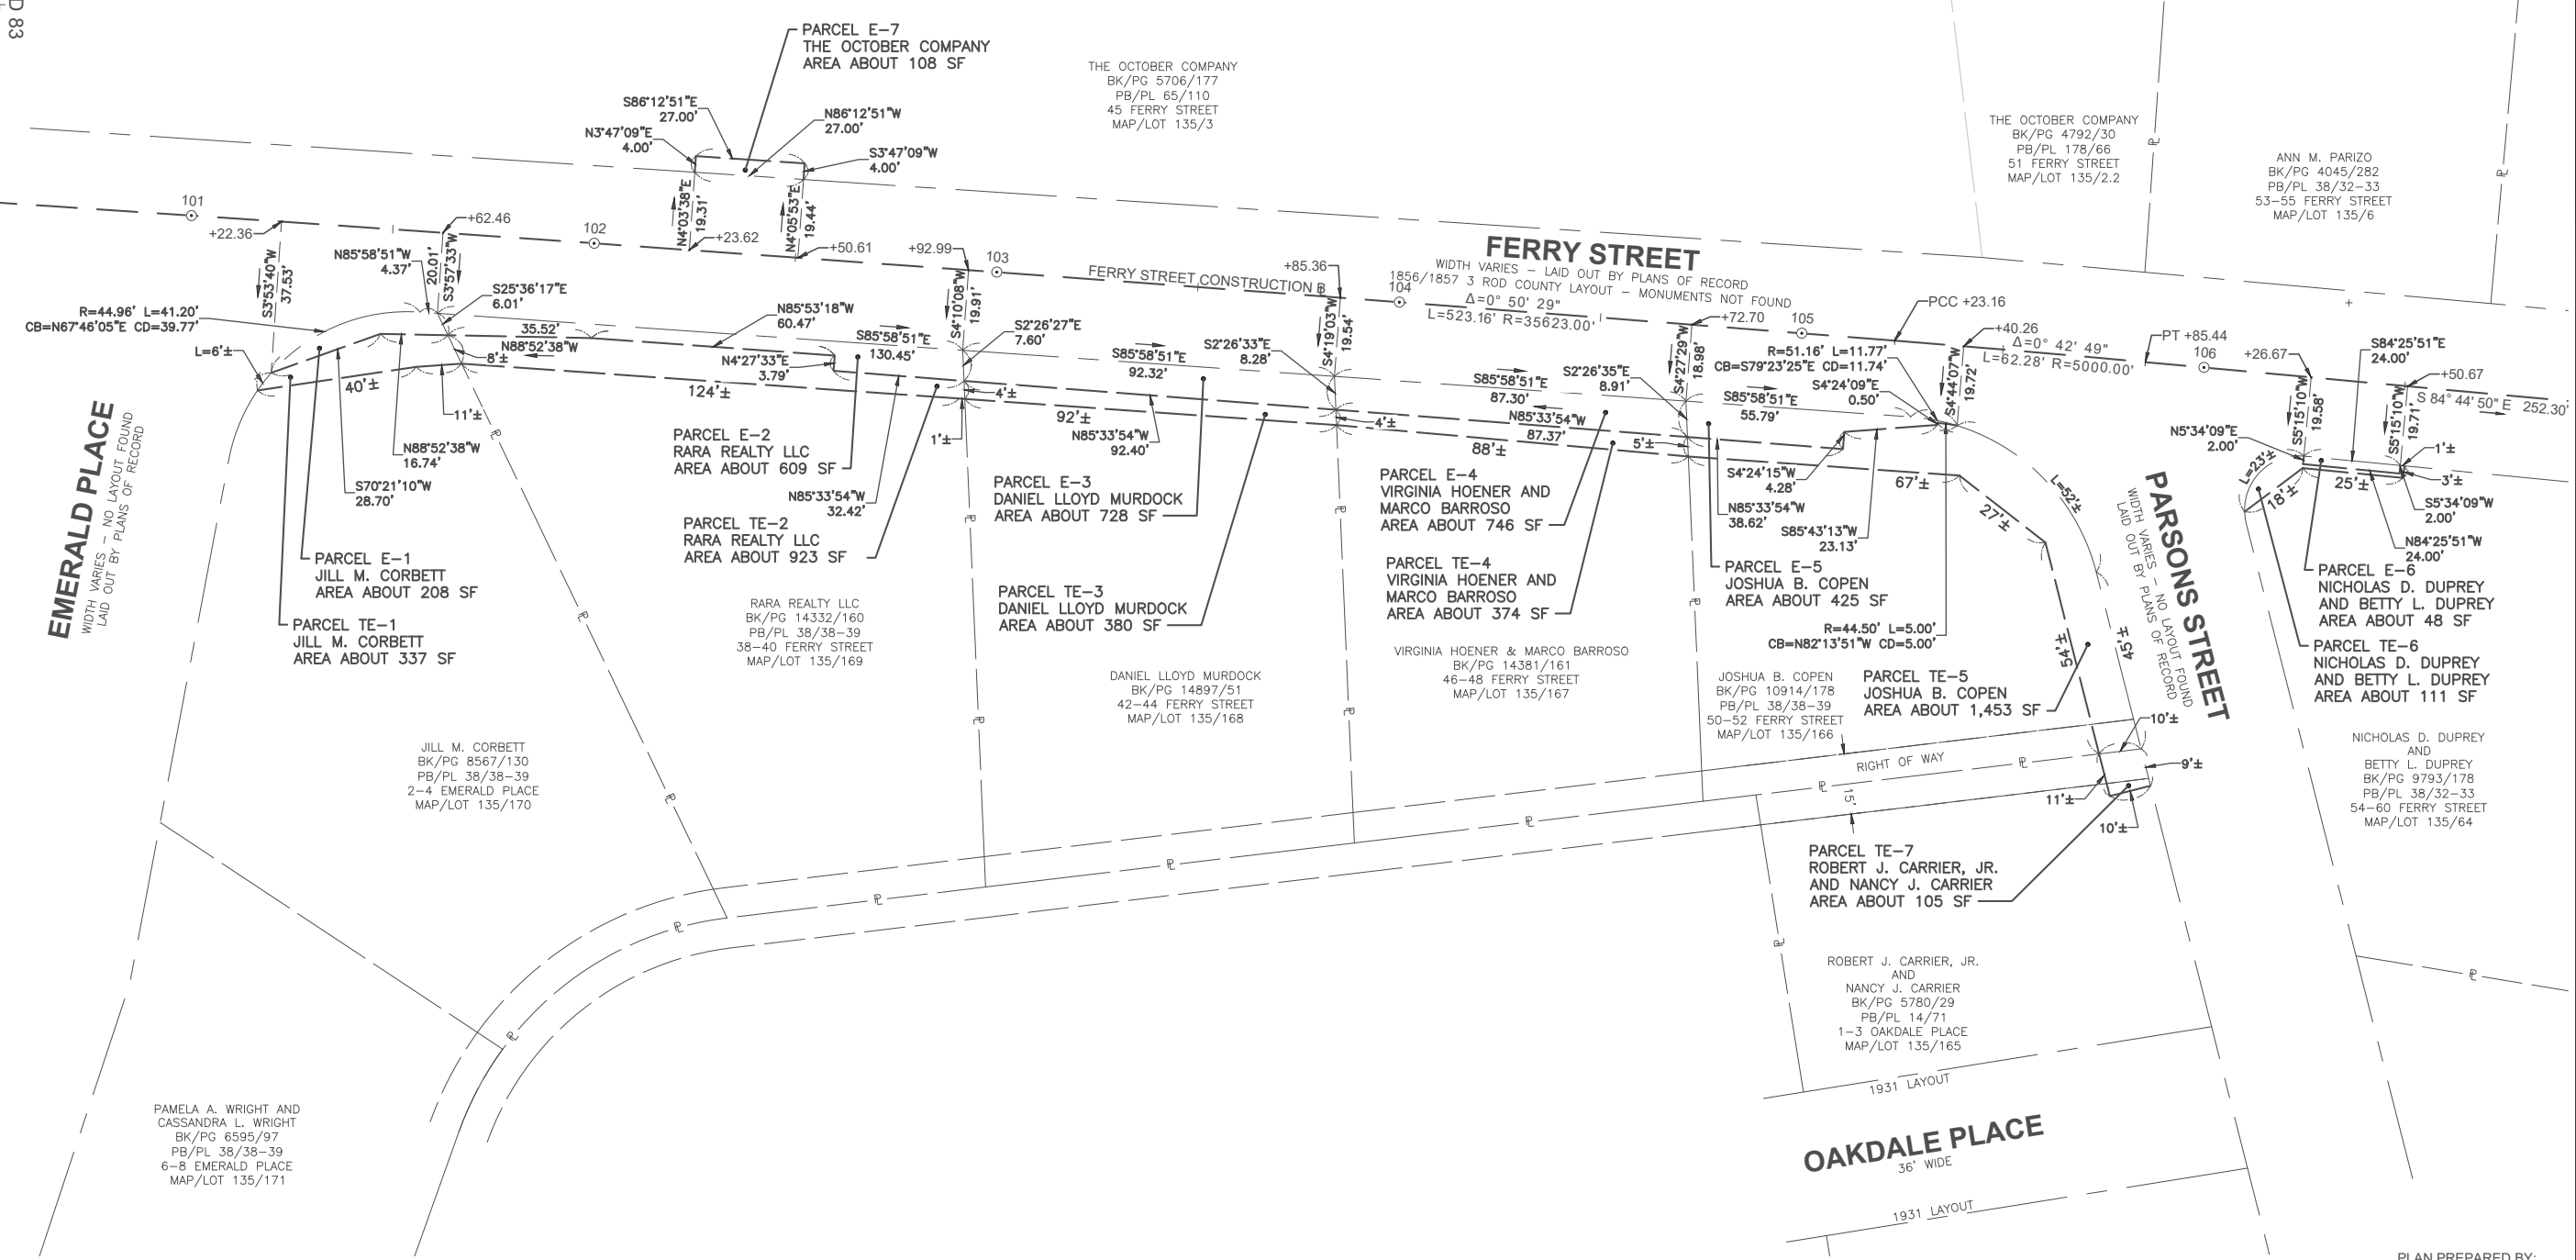 D 83
PARCEL E-7
THE OCTOBER COMPANY
AREA ABOUT 108 SF
THE OCTOBER COMPANY
BK/PG 5706/177
PB/PL 65/110
45 FERRY STREET
MAP/LOT 135/3
THE OCTOBER COMPANY
BK/PG 4792/30
PB/PL 178/66
51 FERRY STREET
MAP/LOT 135/2.2
ANN M. PARIZO
BK/PG 4045/282
PB/PL 38/32-33
53-55 FERRY STREET
MAP/LOT 135/6
S86°12'51"E
27.00'
N3°47'09"E
4.00'
N86°12'51"W
27.00'
S3°47'09"W
4.00'
N4°03'38"E
19.31'
N4°05'53"E
19.44'
101
+22.36
+62.46
102
+23.62
+50.61
+92.99
103
FERRY STREET CONSTRUCTION B
+85.36
104
FERRY STREET
WIDTH VARIES - LAID OUT BY PLANS OF RECORD
1856/1857 3 ROD COUNTY LAYOUT - MONUMENTS NOT FOUND
Δ=0° 50' 29"
L=523.16' R=35623.00'
+72.70
105
PCC +23.16
+40.26
Δ=0° 42' 49"
L=62.28' R=5000.00'
PT +85.44
106
+26.67
+50.67
S 84° 44' 50" E 252.30'
S3°53'40"W
37.53'
N85°58'51"W
4.37'
20.01'
S3°57'33"W
S25°36'17"E
6.01'
R=44.96' L=41.20'
CB=N67°46'05"E CD=39.77'
L=6'±
40'±
35.52'
N88°52'38"W
8'±
11'±
N88°52'38"W
16.74'
S70°21'10"W
28.70'
N85°53'18"W
60.47'
S85°58'51"E
130.45'
N4°27'33"E
3.79'
124'±
S4°10'08"W
19.91'
S2°26'27"E
7.60'
4'±
1'±
N85°33'54"W
32.42'
S85°58'51"E
92.32'
92'±
N85°33'54"W
92.40'
S2°26'33"E
8.28'
S4°19'03"W
19.54'
4'±
S85°58'51"E
87.30'
N85°33'54"W
87.37'
88'±
S2°26'35"E
8.91'
5'±
S4°27'29"W
18.98'
R=51.16' L=11.77'
CB=S79°23'25"E CD=11.74'
S85°58'51"E
55.79'
S4°24'09"E
0.50'
S4°44'07"W
19.72'
S4°24'15"W
4.28'
N85°33'54"W
38.62'
S85°43'13"W
23.13'
67'±
27'±
L=52'±
54'±
45'±
R=44.50' L=5.00'
CB=N82°13'51"W CD=5.00'
S84°25'51"E
24.00'
S5°15'10"W
19.58'
S5°15'10"W
19.71'
N5°34'09"E
2.00'
L=23'±
18'±
25'±
1'±
3'±
S5°34'09"W
2.00'
N84°25'51"W
24.00'
EMERALD PLACE
WIDTH VARIES - NO LAYOUT FOUND
LAID OUT BY PLANS OF RECORD
PARSONS STREET
WIDTH VARIES - NO LAYOUT FOUND
LAID OUT BY PLANS OF RECORD
PARCEL E-1
JILL M. CORBETT
AREA ABOUT 208 SF
PARCEL TE-1
JILL M. CORBETT
AREA ABOUT 337 SF
PARCEL E-2
RARA REALTY LLC
AREA ABOUT 609 SF
PARCEL TE-2
RARA REALTY LLC
AREA ABOUT 923 SF
PARCEL E-3
DANIEL LLOYD MURDOCK
AREA ABOUT 728 SF
PARCEL TE-3
DANIEL LLOYD MURDOCK
AREA ABOUT 380 SF
PARCEL E-4
VIRGINIA HOENER AND
MARCO BARROSO
AREA ABOUT 746 SF
PARCEL TE-4
VIRGINIA HOENER AND
MARCO BARROSO
AREA ABOUT 374 SF
PARCEL E-5
JOSHUA B. COPEN
AREA ABOUT 425 SF
PARCEL TE-5
JOSHUA B. COPEN
AREA ABOUT 1,453 SF
PARCEL E-6
NICHOLAS D. DUPREY
AND BETTY L. DUPREY
AREA ABOUT 48 SF
PARCEL TE-6
NICHOLAS D. DUPREY
AND BETTY L. DUPREY
AREA ABOUT 111 SF
RARA REALTY LLC
BK/PG 14332/160
PB/PL 38/38-39
38-40 FERRY STREET
MAP/LOT 135/169
DANIEL LLOYD MURDOCK
BK/PG 14897/51
42-44 FERRY STREET
MAP/LOT 135/168
VIRGINIA HOENER & MARCO BARROSO
BK/PG 14381/161
46-48 FERRY STREET
MAP/LOT 135/167
JOSHUA B. COPEN
BK/PG 10914/178
PB/PL 38/38-39
50-52 FERRY STREET
MAP/LOT 135/166
JILL M. CORBETT
BK/PG 8567/130
PB/PL 38/38-39
2-4 EMERALD PLACE
MAP/LOT 135/170
NICHOLAS D. DUPREY
AND
BETTY L. DUPREY
BK/PG 9793/178
PB/PL 38/32-33
54-60 FERRY STREET
MAP/LOT 135/64
RIGHT OF WAY
15'
10'±
9'±
11'±
10'±
PARCEL TE-7
ROBERT J. CARRIER, JR.
AND NANCY J. CARRIER
AREA ABOUT 105 SF
ROBERT J. CARRIER, JR.
AND
NANCY J. CARRIER
BK/PG 5780/29
PB/PL 14/71
1-3 OAKDALE PLACE
MAP/LOT 135/165
PAMELA A. WRIGHT AND
CASSANDRA L. WRIGHT
BK/PG 6595/97
PB/PL 38/38-39
6-8 EMERALD PLACE
MAP/LOT 135/171
1931 LAYOUT
OAKDALE PLACE
36' WIDE
1931 LAYOUT
PLAN PREPARED BY: